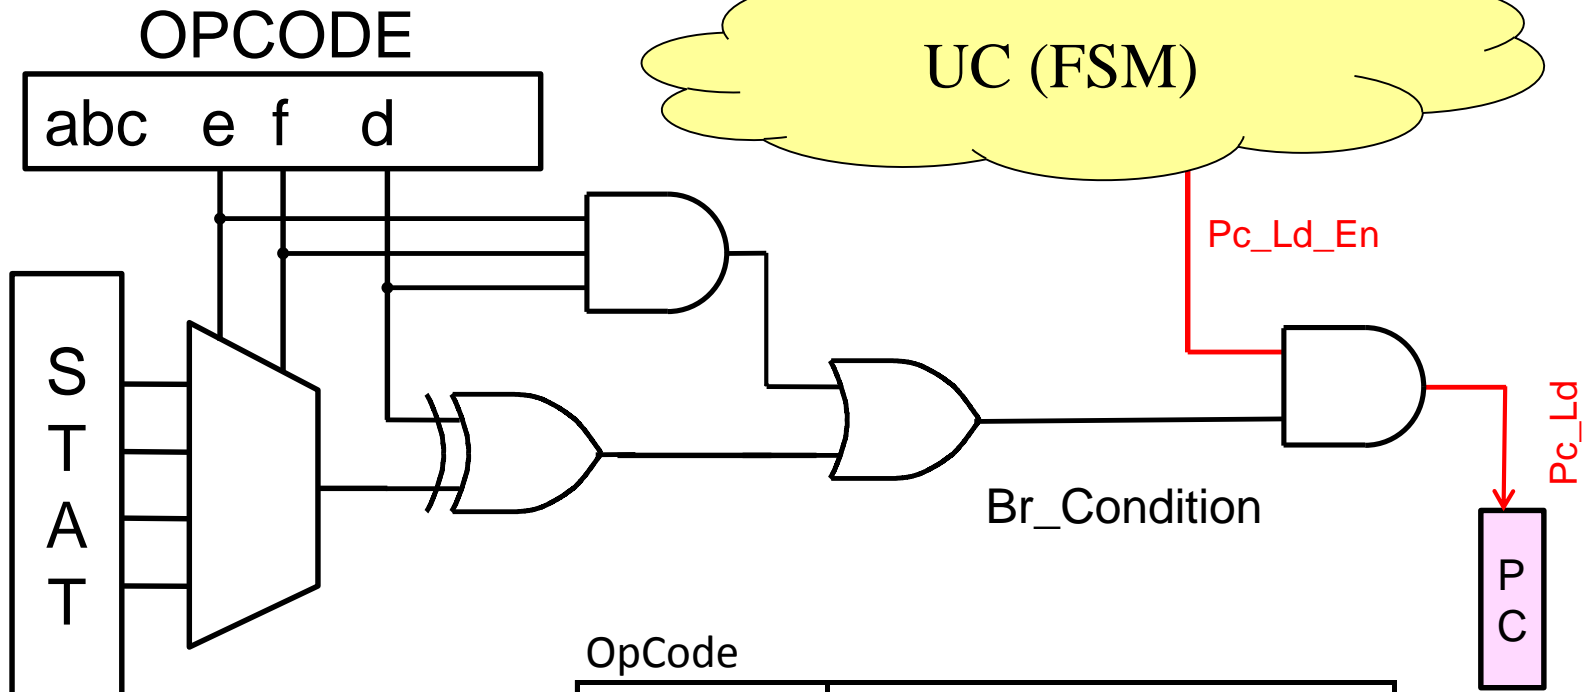 OPCODE
UC (FSM)
abc e f d
Pc_Ld_En
S
T
A
T
Pc_Ld
Br_Condition
P
C
OpCode